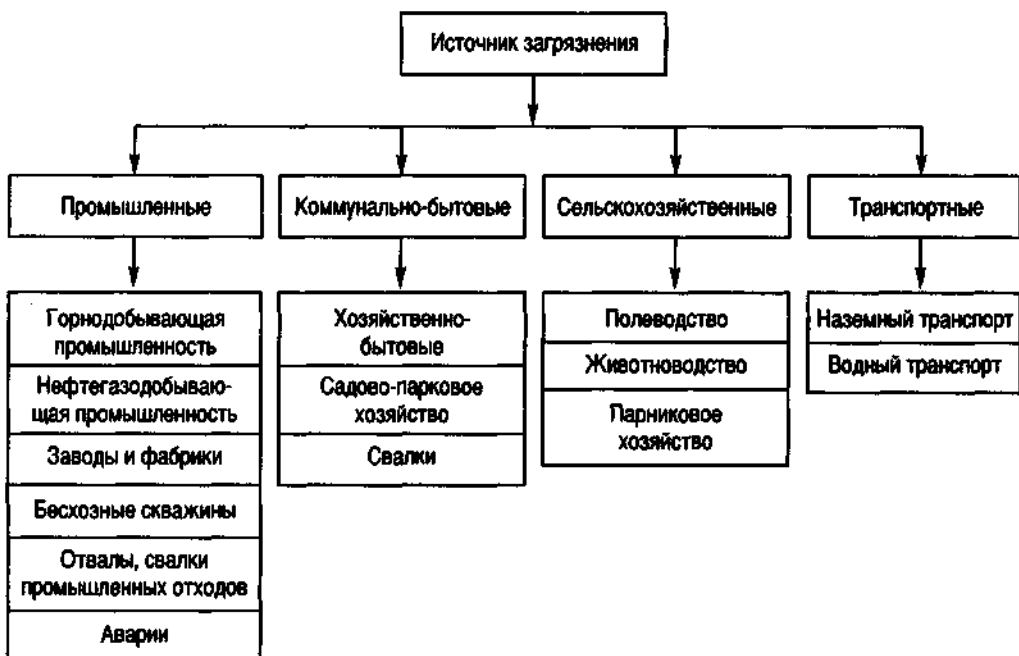 Источник загрязнения
Промышленные
Коммунально-бытовые
Сельскохозяйственные
Транспортные
Горнодобывающая
промышленность
Нефтегазодобываю-
щая промышленность
Заводы и фабрики
Бесхозные скважины
Отвалы, свалки
промышленных отходов
Аварии
Хозяйственно-
бытовые
Садово-парковое
хозяйство
Свалки
Полеводство
Животноводство
Парниковое
хозяйство
Наземный транспорт
Водный транспорт